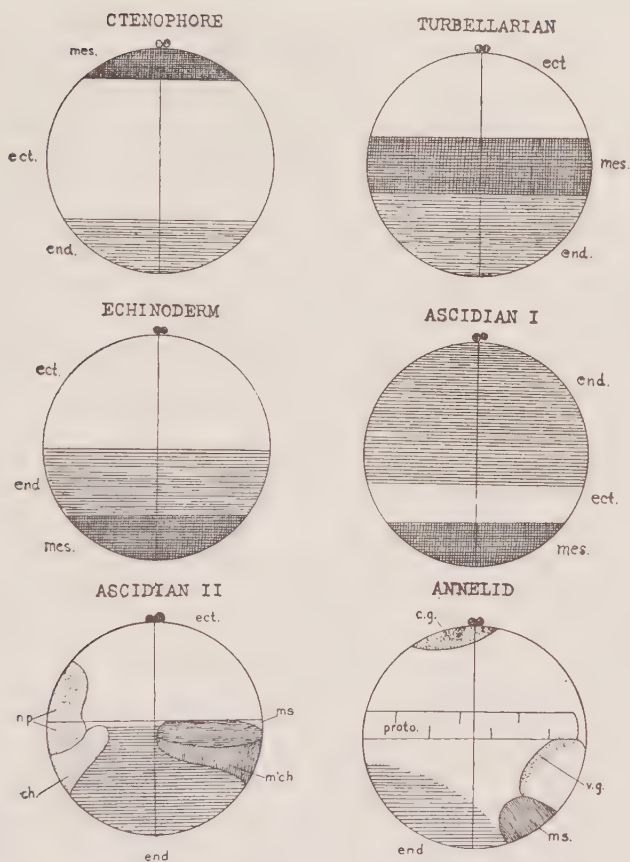 CTENOPHORE
mes.
ect.
end.
TURBELLARIAN
ect
mes.
end.
ECHINODERM
ect.
end
mes.
ASCIDIAN I
end.
ect.
mes.
ASCIDIAN II
ect.
n.p.
ch.
ms
m'ch
end
ANNELID
c.g.
proto.
v.g.
ms.
end